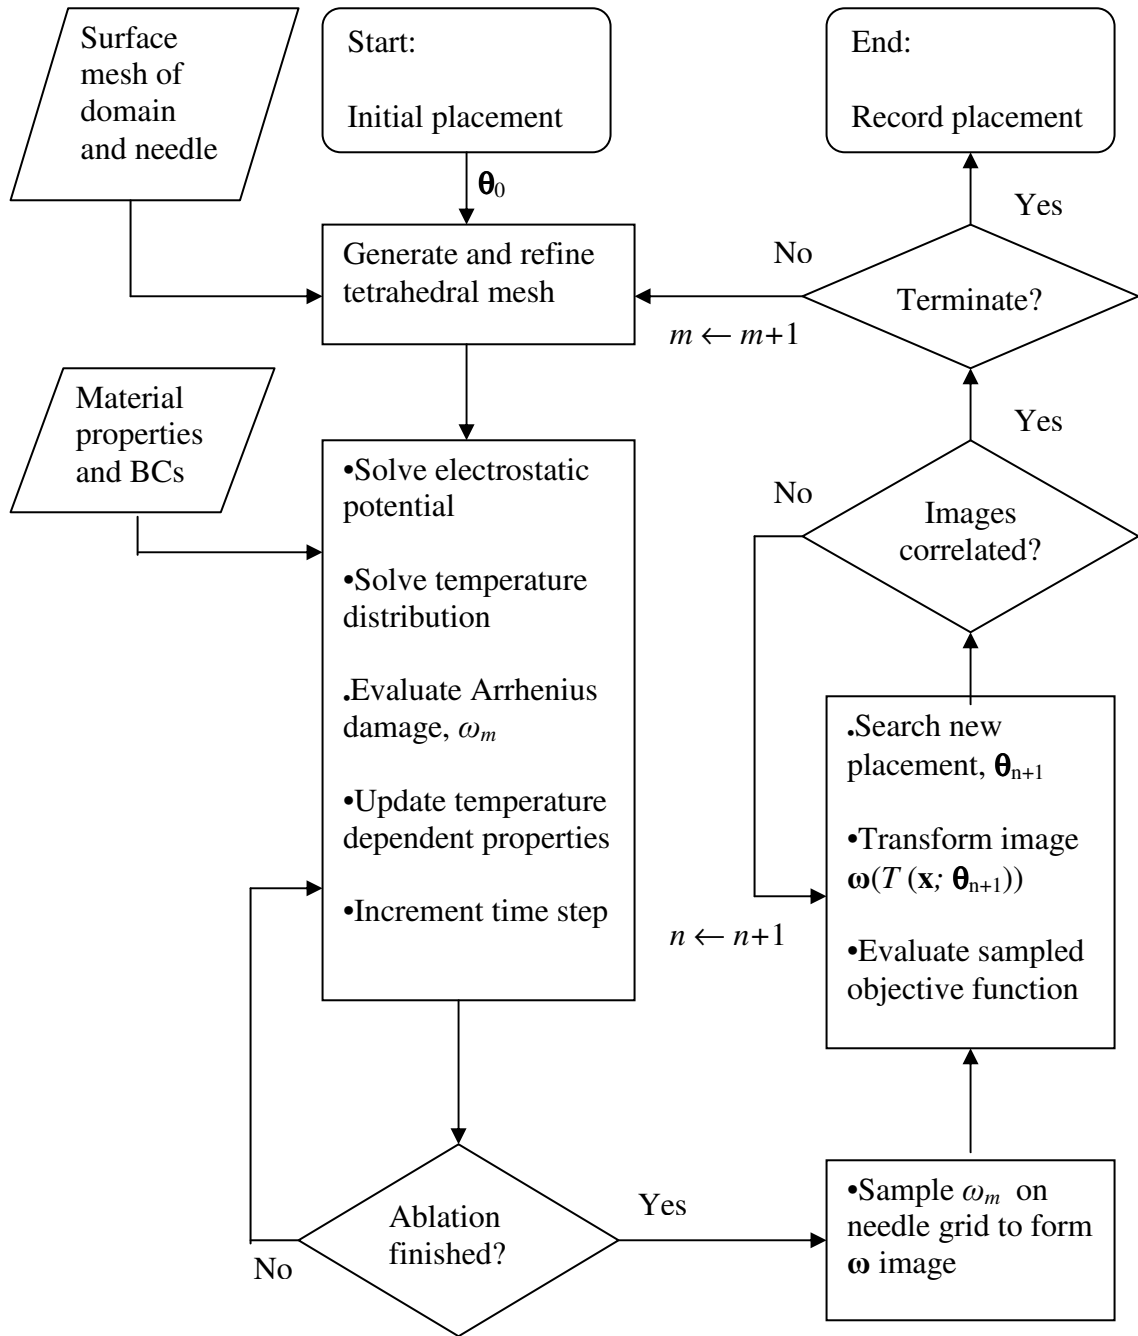 Surface
mesh of
domain
and needle
Start:
Initial placement
End:
Record placement
θ0
Yes
No
Generate and refine
tetrahedral mesh
Terminate?
m ← m+1
Material
properties
and BCs
Yes
•Solve electrostatic
potential
•Solve temperature
distribution
•Evaluate Arrhenius
damage, ωm
•Update temperature
dependent properties
•Increment time step
No
Images
correlated?
•Search new
placement, θn+1
•Transform image
ω(T (x; θn+1))
•Evaluate sampled
objective function
n ← n+1
Ablation
finished?
Yes
No
•Sample ωm on
needle grid to form
ω image